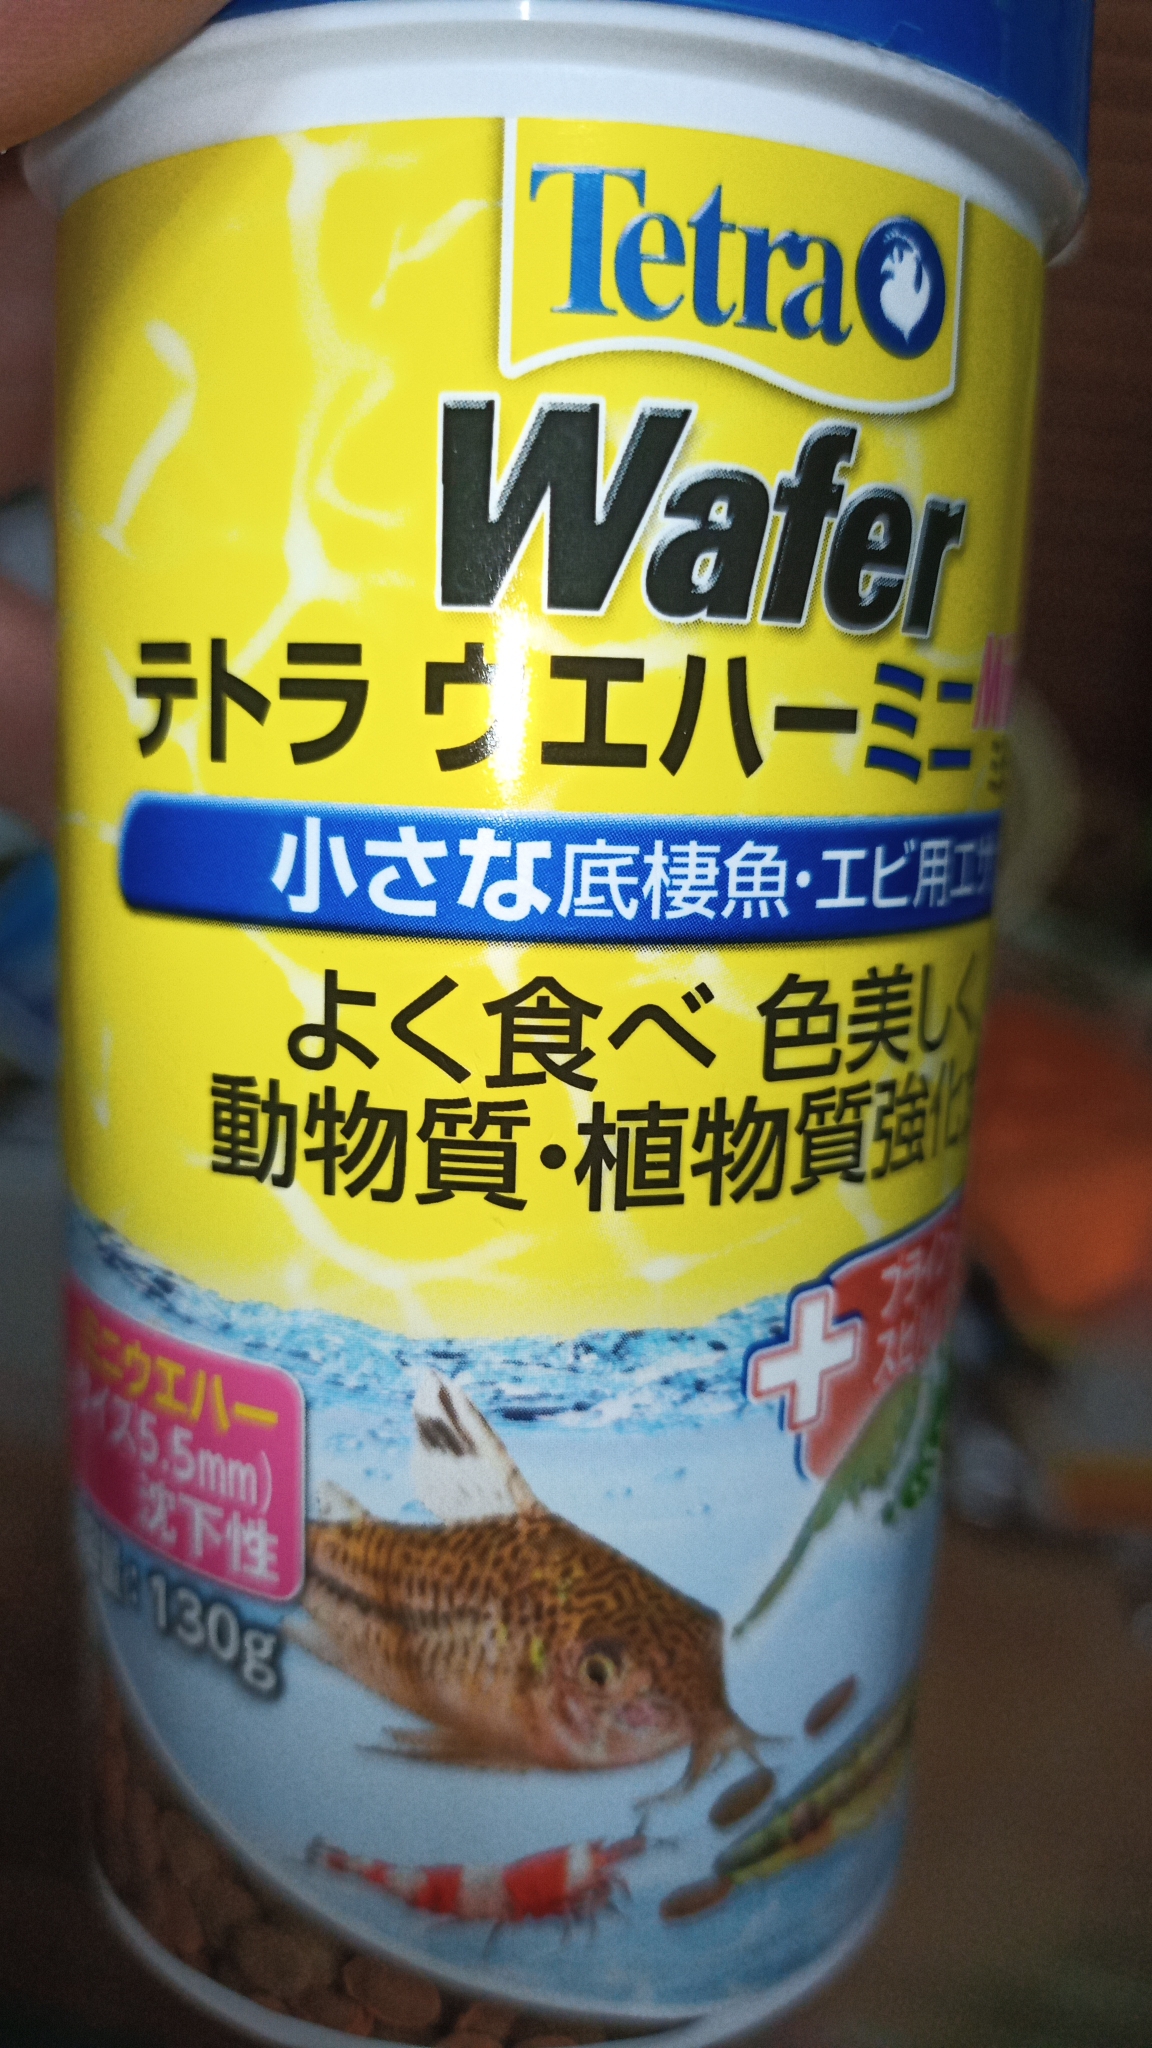 Tetra
Wafer
テトラ ウエハーミニ
小さな底棲魚・エビ用エサ
よく食べ 色美しく
動物質・植物質強化
ミニウエハー
サイズ5.5mm)
沈下性
130g